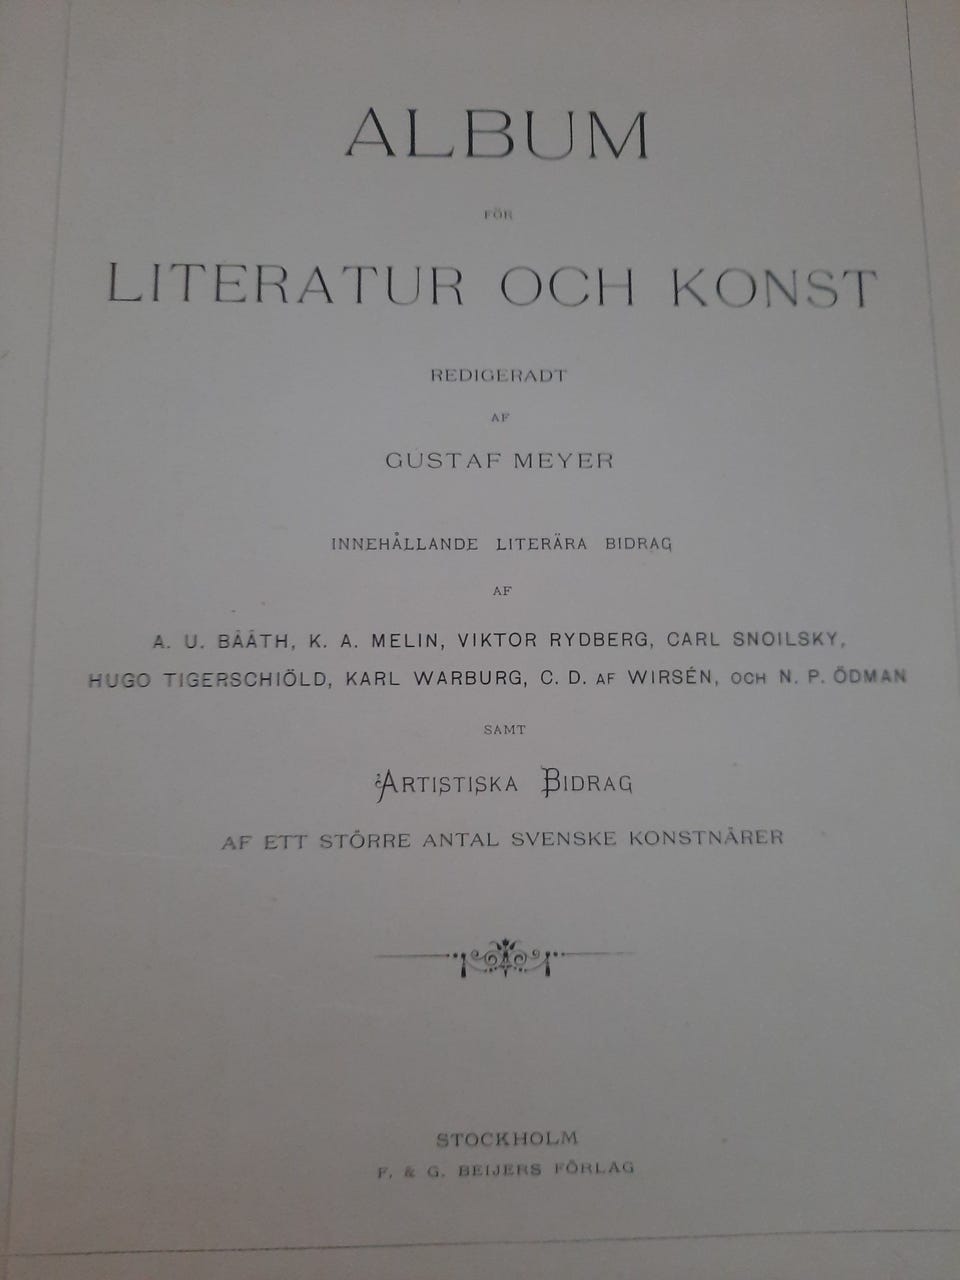 ALBUM
FÖR
LITERATUR OCH KONST
REDIGERADT
AF
GUSTAF MEYER
INNEHÅLLANDE LITERÄRA BIDRAG
AF
A. U. BÅÅTH, K. A. MELIN, VIKTOR RYDBERG, CARL SNOILSKY,
HUGO TIGERSCHIÖLD, KARL WARBURG, C. D. AF WIRSÉN, OCH N. P. ÖDMAN
SAMT
ARTISTISKA BIDRAG
AF ETT STÖRRE ANTAL SVENSKE KONSTNÄRER
STOCKHOLM
F. & G. BEIJERS FÖRLAG